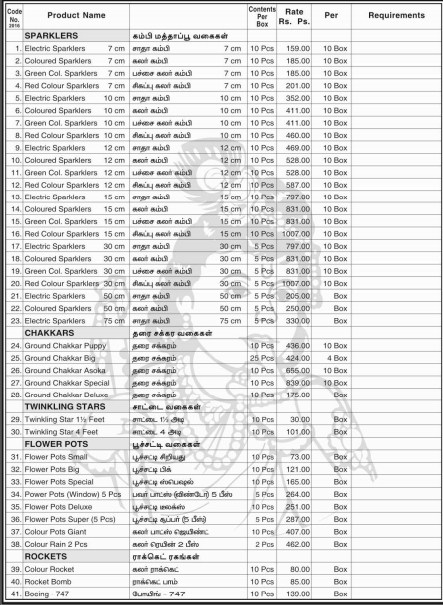 Code No. 2016 Product Name Contents Per Box Rate Rs. Ps. Per Requirements
SPARKLERS கம்பி மத்தாப்பூ வகைகள்
1. Electric Sparklers 7 cm சாதா கம்பி 7 cm 10 Pcs 159.00 10 Box
2. Coloured Sparklers 7 cm கலர் கம்பி 7 cm 10 Pcs 185.00 10 Box
3. Green Col. Sparklers 7 cm பச்சை கலர் கம்பி 7 cm 10 Pcs 185.00 10 Box
4. Red Colour Sparklers 7 cm சிகப்பு கலர் கம்பி 7 cm 10 Pcs 201.00 10 Box
5. Electric Sparklers 10 cm சாதா கம்பி 10 cm 10 Pcs 352.00 10 Box
6. Coloured Sparklers 10 cm கலர் கம்பி 10 cm 10 Pcs 411.00 10 Box
7. Green Col. Sparklers 10 cm பச்சை கலர் கம்பி 10 cm 10 Pcs 411.00 10 Box
8. Red Colour Sparklers 10 cm சிகப்பு கலர் கம்பி 10 cm 10 Pcs 460.00 10 Box
9. Electric Sparklers 12 cm சாதா கம்பி 12 cm 10 Pcs 469.00 10 Box
10. Coloured Sparklers 12 cm கலர் கம்பி 12 cm 10 Pcs 528.00 10 Box
11. Green Col. Sparklers 12 cm பச்சை கலர் கம்பி 12 cm 10 Pcs 528.00 10 Box
12. Red Colour Sparklers 12 cm சிகப்பு கலர் கம்பி 12 cm 10 Pcs 587.00 10 Box
13. Electric Sparklers 15 cm சாதா கம்பி 15 cm 10 Pcs 797.00 10 Box
14. Coloured Sparklers 15 cm கலர் கம்பி 15 cm 10 Pcs 831.00 10 Box
15. Green Col. Sparklers 15 cm பச்சை கலர் கம்பி 15 cm 10 Pcs 831.00 10 Box
16. Red Colour Sparklers 15 cm சிகப்பு கலர் கம்பி 15 cm 10 Pcs 1007.00 10 Box
17. Electric Sparklers 30 cm சாதா கம்பி 30 cm 5 Pcs 797.00 10 Box
18. Coloured Sparklers 30 cm கலர் கம்பி 30 cm 5 Pcs 831.00 10 Box
19. Green Col. Sparklers 30 cm பச்சை கலர் கம்பி 30 cm 5 Pcs 831.00 10 Box
20. Red Colour Sparklers 30 cm சிகப்பு கலர் கம்பி 30 cm 5 Pcs 1007.00 10 Box
21. Electric Sparklers 50 cm சாதா கம்பி 50 cm 5 Pcs 205.00 Box
22. Coloured Sparklers 50 cm கலர் கம்பி 50 cm 5 Pcs 250.00 Box
23. Electric Sparklers 75 cm சாதா கம்பி 75 cm 5 Pcs 330.00 Box
CHAKKARS தரை சக்கர வகைகள்
24. Ground Chakkar Puppy தரை சக்கரம் 10 Pcs 436.00 10 Box
25. Ground Chakkar Big தரை சக்கரம் 25 Pcs 424.00 4 Box
26. Ground Chakkar Asoka தரை சக்கரம் 10 Pcs 655.00 10 Box
27. Ground Chakkar Special தரை சக்கரம் 10 Pcs 839.00 10 Box
28. Ground Chakkar Deluxe தரை சக்கரம் 10 Pcs 175.00 Box
TWINKLING STARS சாட்டை வகைகள்
29. Twinkling Star 1½ Feet சாட்டை 1½ அடி 10 Pcs 30.00 Box
30. Twinkling Star 4 Feet சாட்டை 4 அடி 10 Pcs 101.00 Box
FLOWER POTS பூச்சட்டி வகைகள்
31. Flower Pots Small பூச்சட்டி சிறியது 10 Pcs 73.00 Box
32. Flower Pots Big பூச்சட்டி பிக் 10 Pcs 121.00 Box
33. Flower Pots Special பூச்சட்டி ஸ்பெஷல் 10 Pcs 165.00 Box
34. Power Pots (Window) 5 Pcs பவர் பாட்ஸ் (விண்டோ) 5 பீஸ் 5 Pcs 264.00 Box
35. Flower Pots Deluxe பூச்சட்டி டீலக்ஸ் 10 Pcs 251.00 Box
36. Flower Pots Super (5 Pcs) பூச்சட்டி சூப்பர் (5 பீஸ்) 5 Pcs 287.00 Box
37. Colour Pots Giant கலர் பாட்ஸ் ஜெயிண்ட் 10 Pcs 407.00 Box
38. Colour Rain 2 Pcs கலர் ரெயின் 2 பீஸ் 2 Pcs 462.00 Box
ROCKETS ராக்கெட் ரகங்கள்
39. Colour Rocket கலர் ராக்கெட் 10 Pcs 80.00 Box
40. Rocket Bomb ராக்கெட் பாம் 10 Pcs 85.00 Box
41. Boeing - 747 போயிங் - 747 10 Pcs 139.00 Box